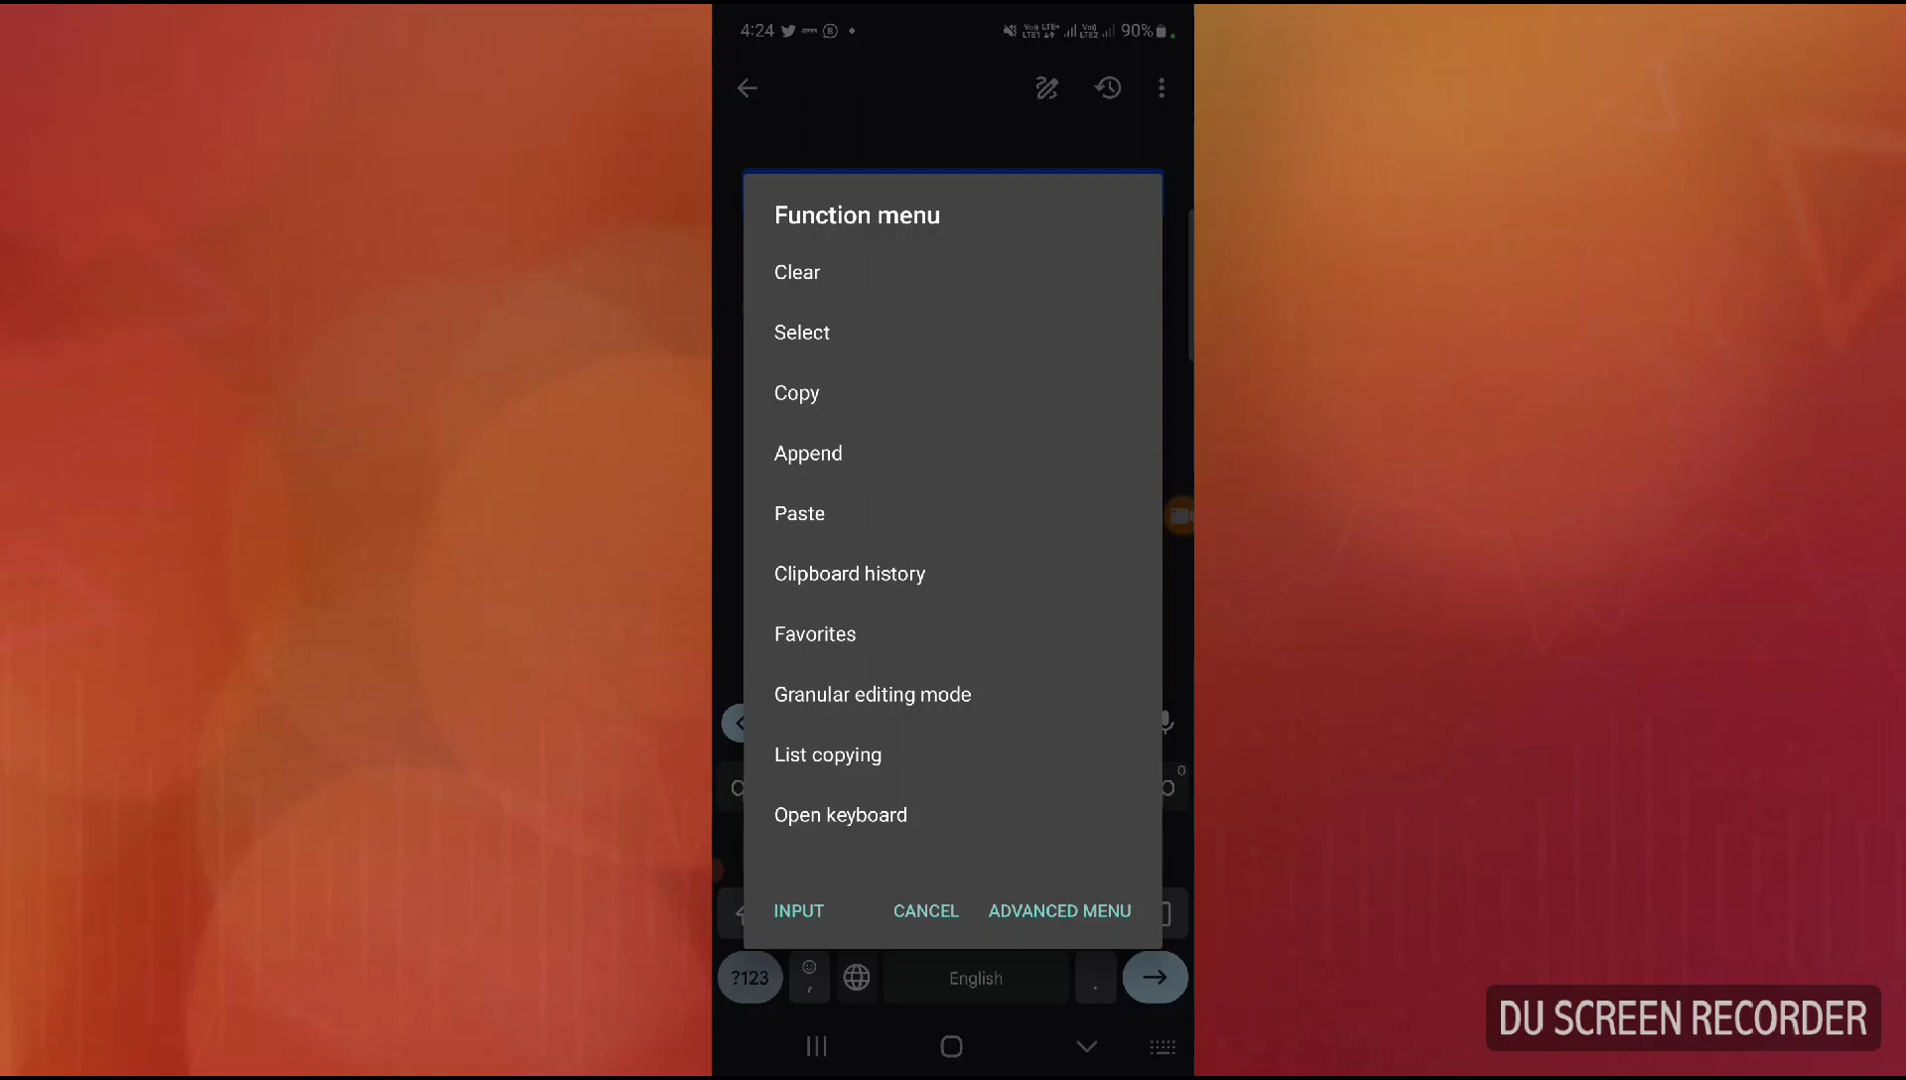 4:24
90%
Function menu
Clear
Select
Copy
Append
Paste
Clipboard history
Favorites
Granular editing mode
List copying
Open keyboard
INPUT CANCEL ADVANCED MENU
?123 , English .
DU SCREEN RECORDER